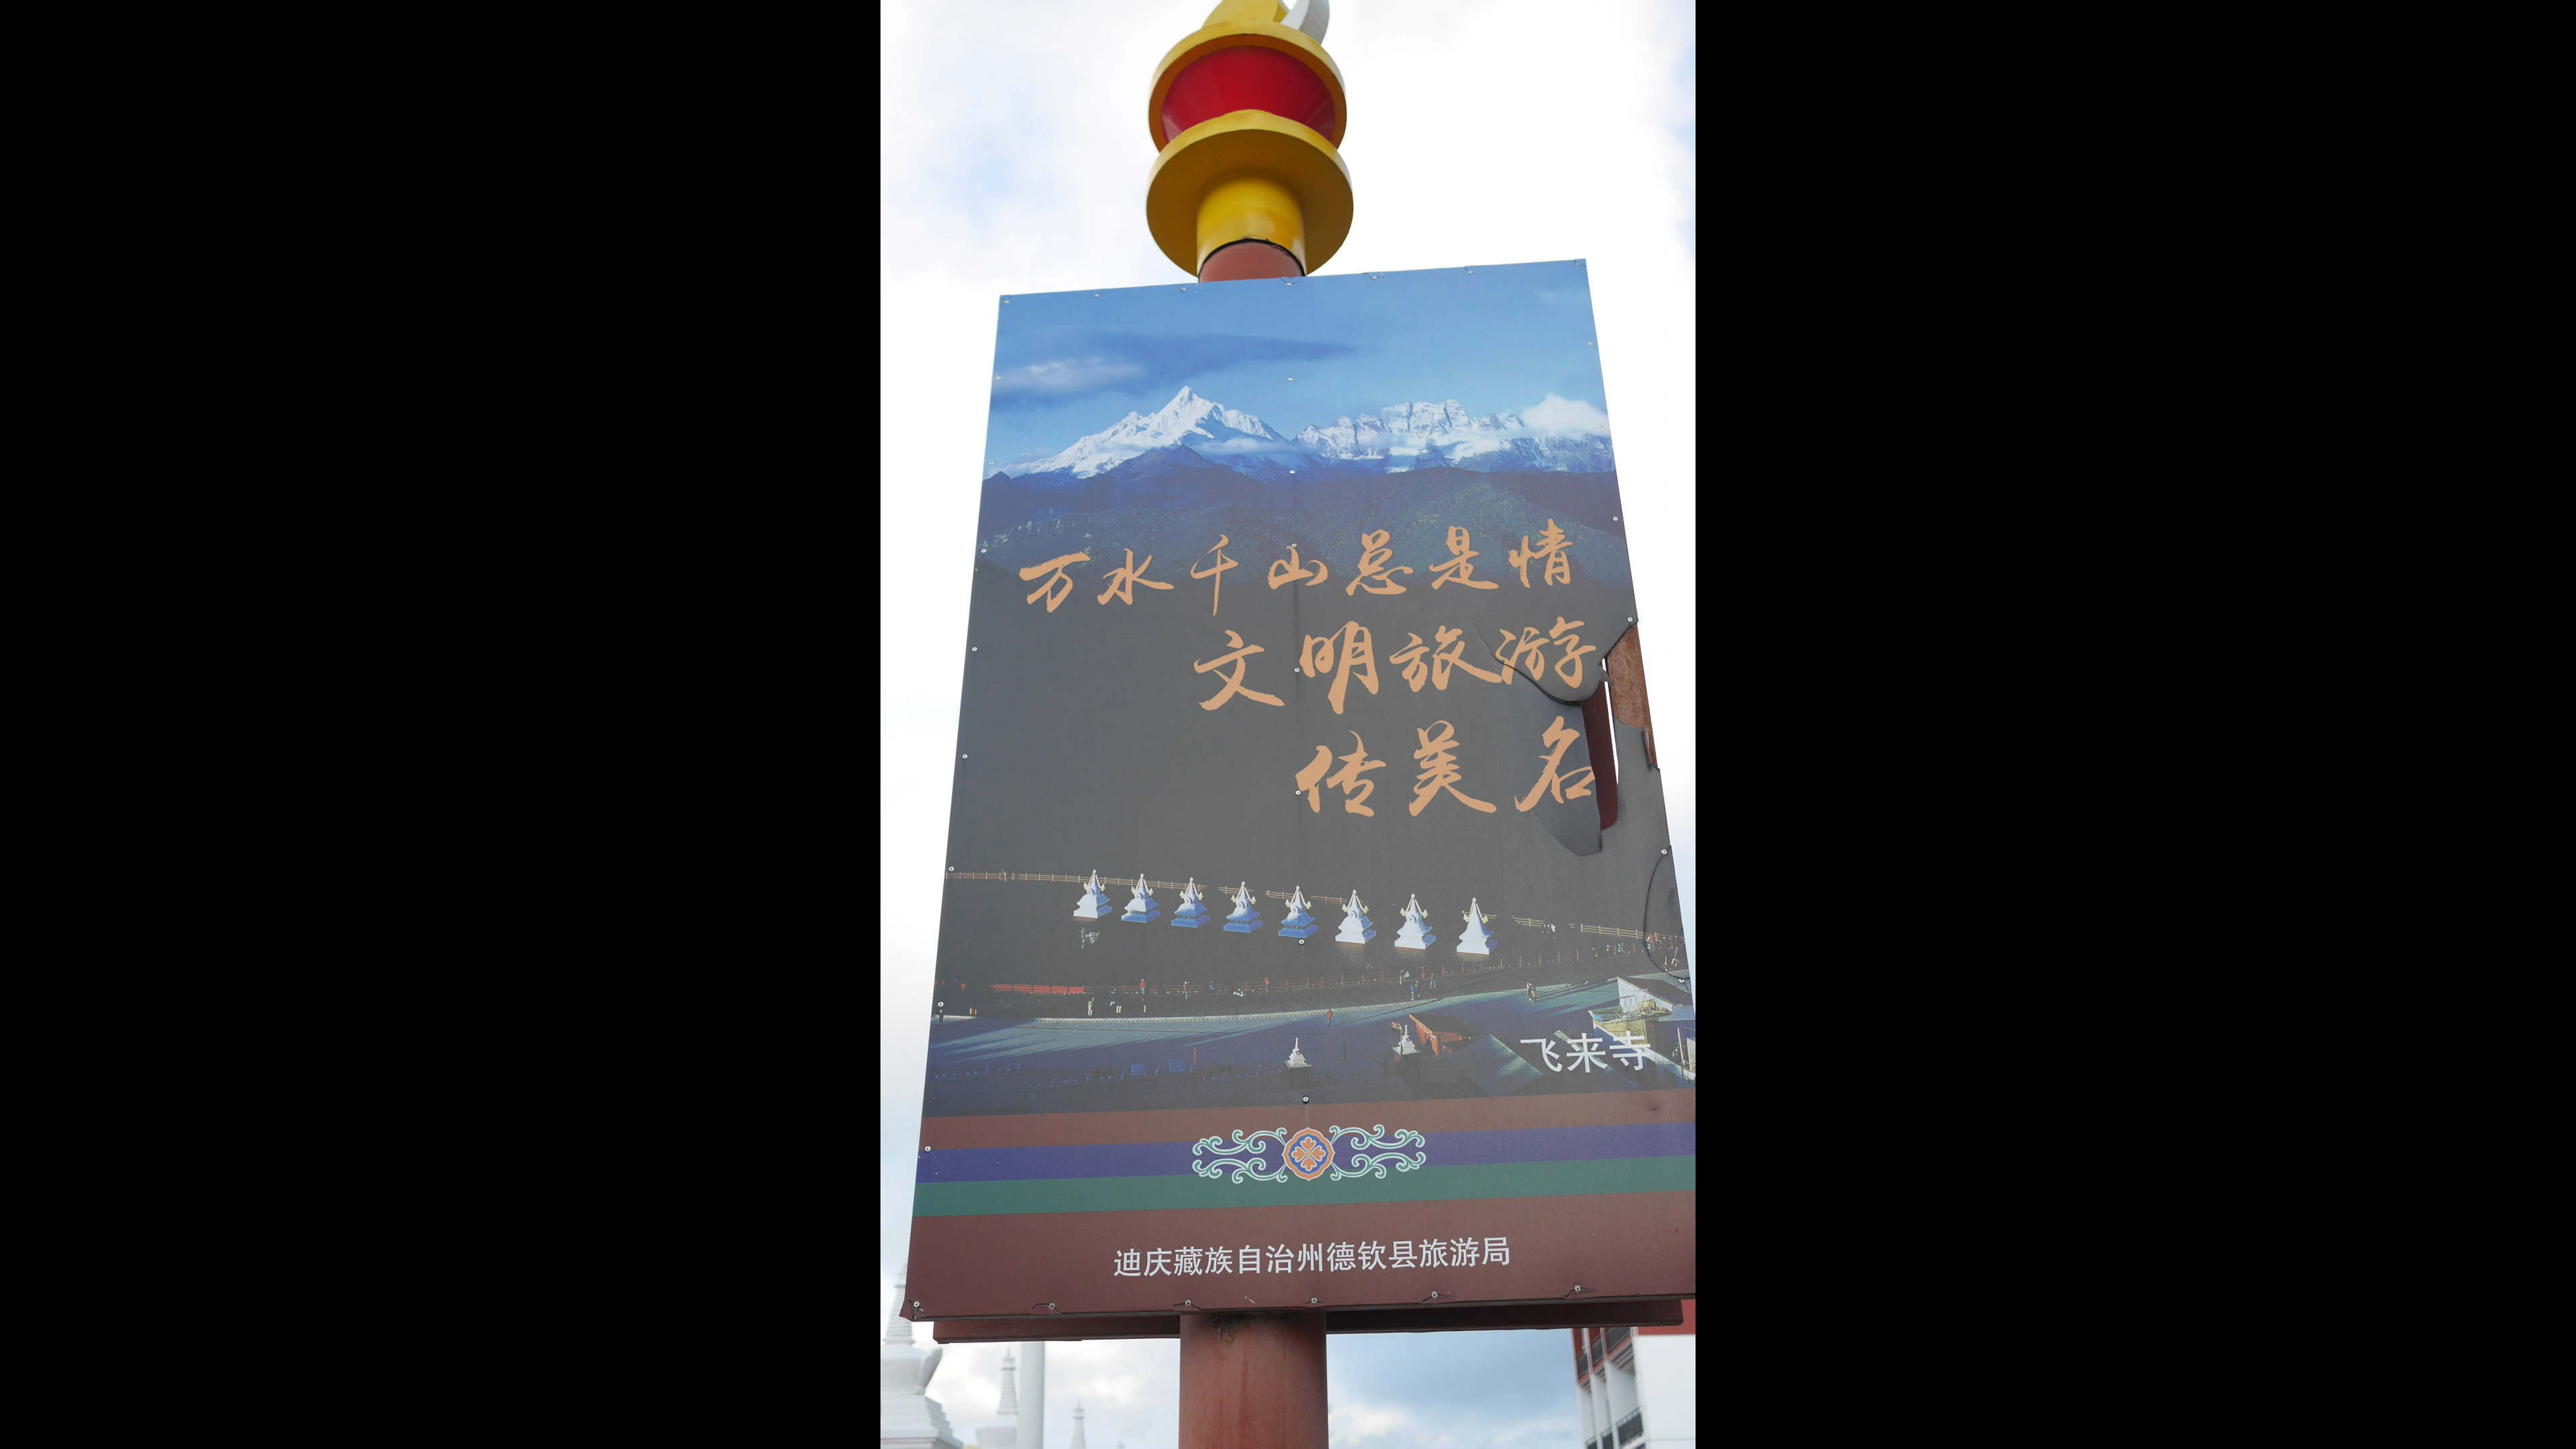 万水千山总是情
文明旅游
传美名
飞来寺
迪庆藏族自治州德钦县旅游局